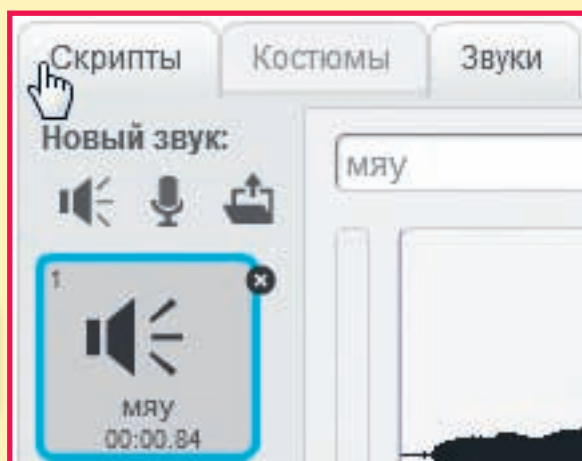 Скрипты Костюмы Звуки
Новый звук:
мяу
1
мяу
00:00.84